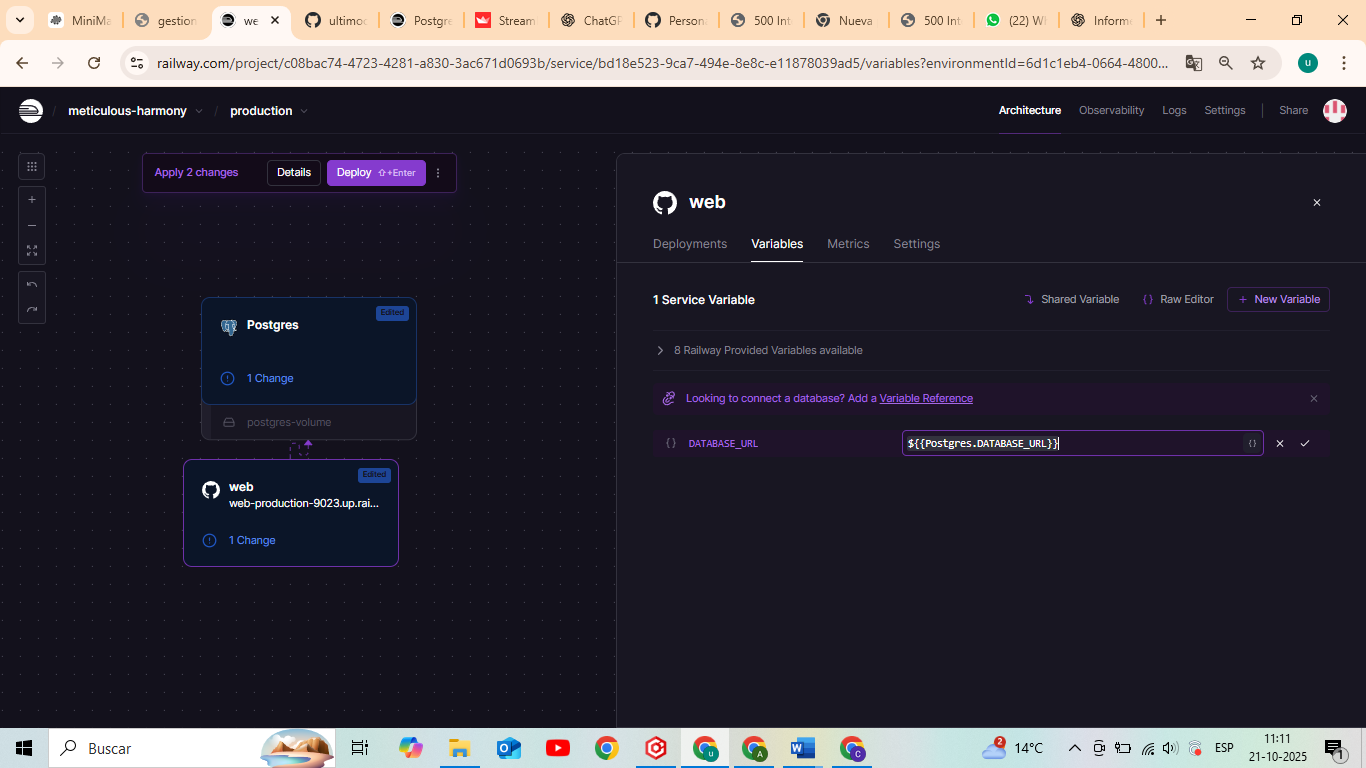 MiniMa
gestion
we
ultimo
Postgre
Stream
ChatGP
Person
500 Int
Nueva
500 Int
(22) Wh
Inform
railway.com/project/c08bac74-4723-4281-a830-3ac671d0693b/service/bd18e523-9ca7-494e-8e8c-e11878039ad5/variables?environmentId=6d1c1eb4-0664-4800...
u
/ meticulous-harmony / production
Architecture Observability Logs Settings | Share
Apply 2 changes Details Deploy ⇧+Enter
Postgres
Edited
1 Change
postgres-volume
web
Edited
web-production-9023.up.rai...
1 Change
web
Deployments Variables Metrics Settings
1 Service Variable
Shared Variable {} Raw Editor + New Variable
8 Railway Provided Variables available
Looking to connect a database? Add a Variable Reference
{} DATABASE_URL ${{Postgres.DATABASE_URL}} {}
Buscar
u
A
C
2
14°C
ESP
11:11
21-10-2025
1